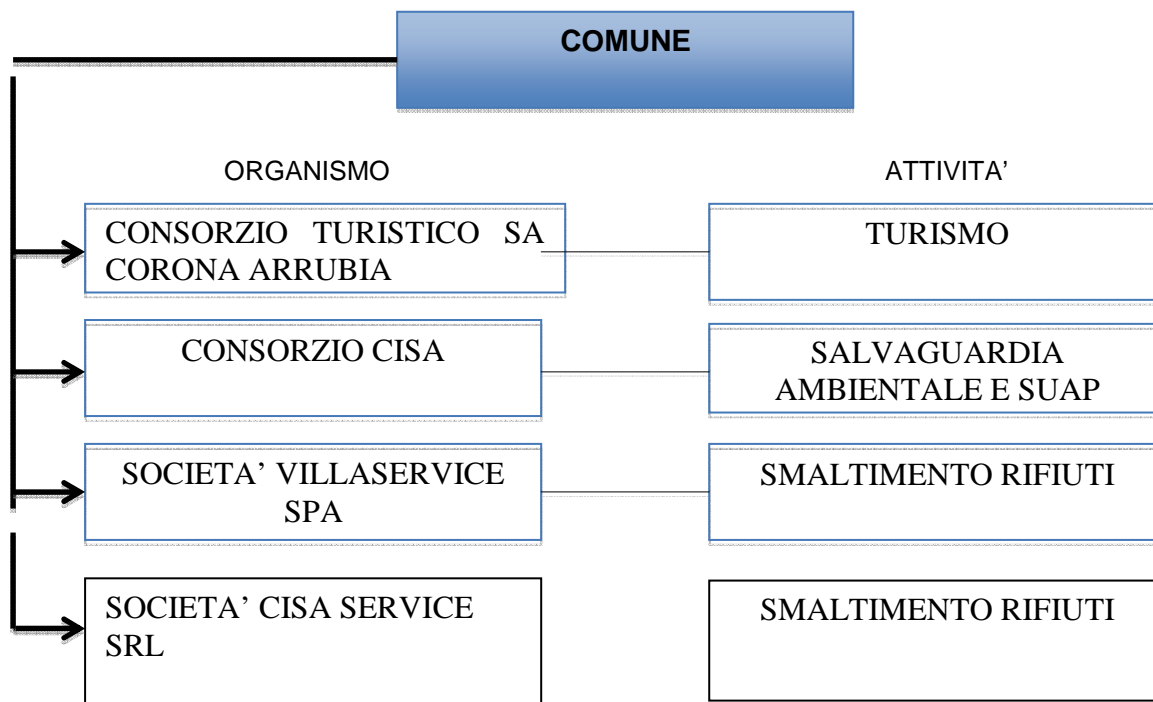 COMUNE
ORGANISMO
ATTIVITA’
CONSORZIO TURISTICO SA
CORONA ARRUBIA
TURISMO
CONSORZIO CISA
SALVAGUARDIA
AMBIENTALE E SUAP
SOCIETA’ VILLASERVICE
SPA
SMALTIMENTO RIFIUTI
SOCIETA’ CISA SERVICE
SRL
SMALTIMENTO RIFIUTI